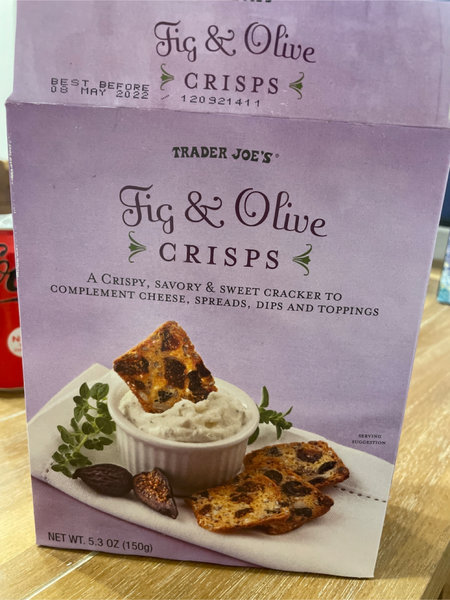 Fig & Olive
CRISPS
BEST BEFORE
08 MAY 2022
120921411
TRADER JOE'S®
Fig & Olive
CRISPS
A CRISPY, SAVORY & SWEET CRACKER TO
COMPLEMENT CHEESE, SPREADS, DIPS AND TOPPINGS
SERVING
SUGGESTION
NET WT. 5.3 OZ (150g)